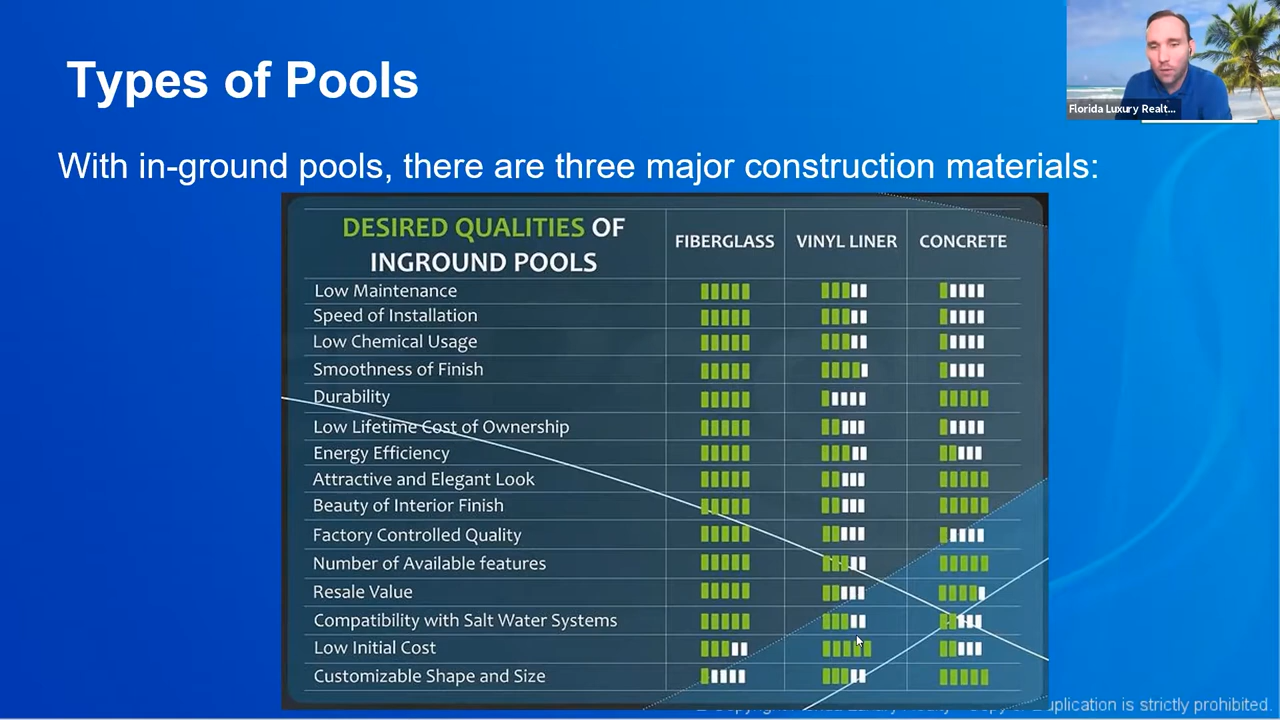 Types of Pools
Florida Luxury Realt...
With in-ground pools, there are three major construction materials:
DESIRED QUALITIES OF
INGROUND POOLS
FIBERGLASS
VINYL LINER
CONCRETE
Low Maintenance
Speed of Installation
Low Chemical Usage
Smoothness of Finish
Durability
Low Lifetime Cost of Ownership
Energy Efficiency
Attractive and Elegant Look
Beauty of Interior Finish
Factory Controlled Quality
Number of Available features
Resale Value
Compatibility with Salt Water Systems
Low Initial Cost
Customizable Shape and Size
is strictly prohibited.